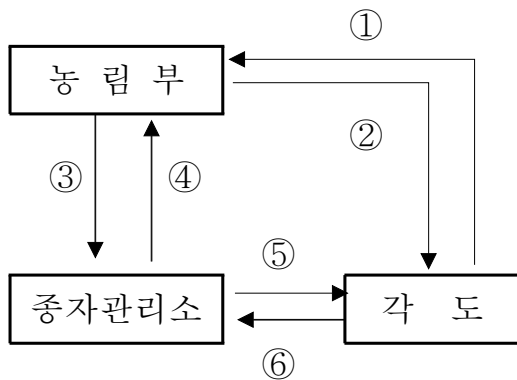 ①
농 림 부
②
③ ④
⑤
종자관리소
각 도
⑥